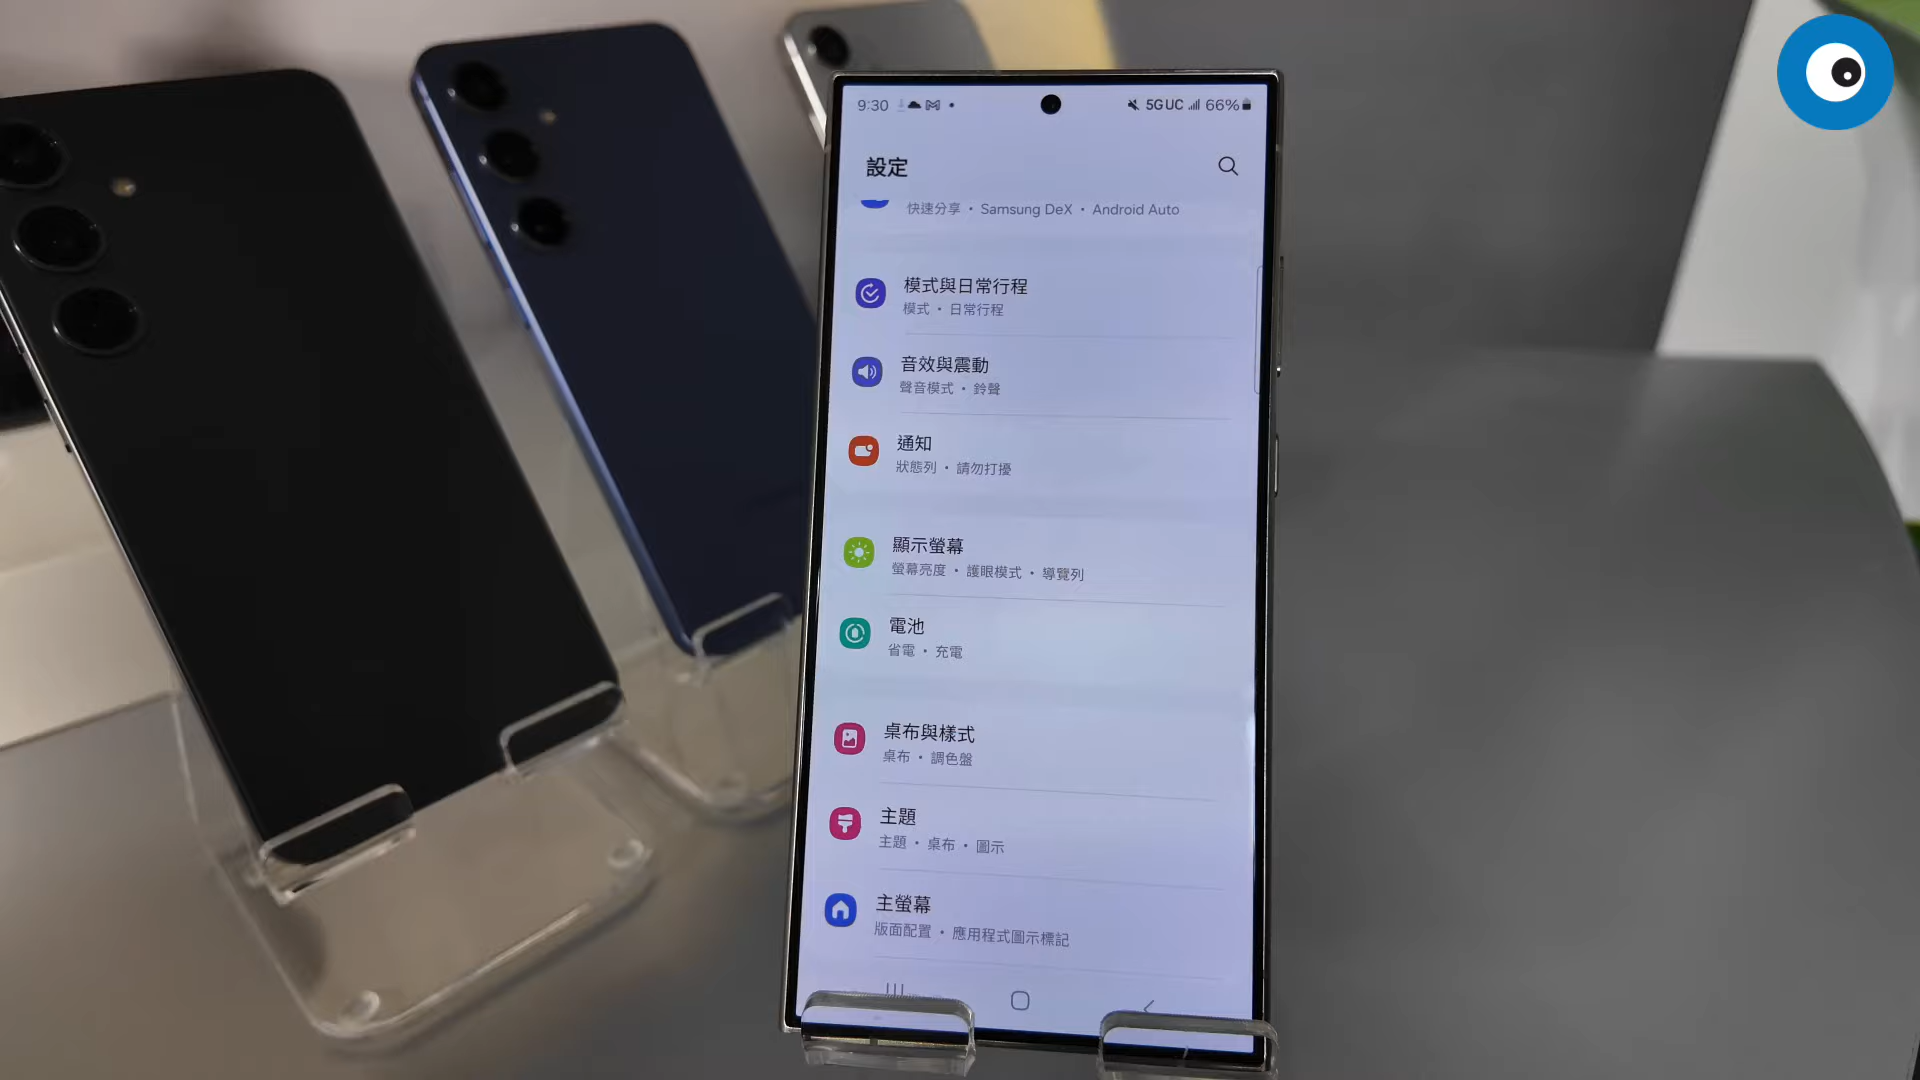 9:30
5G UC 66%
設定
快速分享 • Samsung DeX • Android Auto
模式與日常行程
模式 • 日常行程
音效與震動
聲音模式 • 鈴聲
通知
狀態列 • 請勿打擾
顯示螢幕
螢幕亮度 • 護眼模式 • 導覽列
電池
省電 • 充電
桌布與樣式
桌布 • 調色盤
主題
主題 • 桌布 • 圖示
主螢幕
版面配置 • 應用程式圖示標記